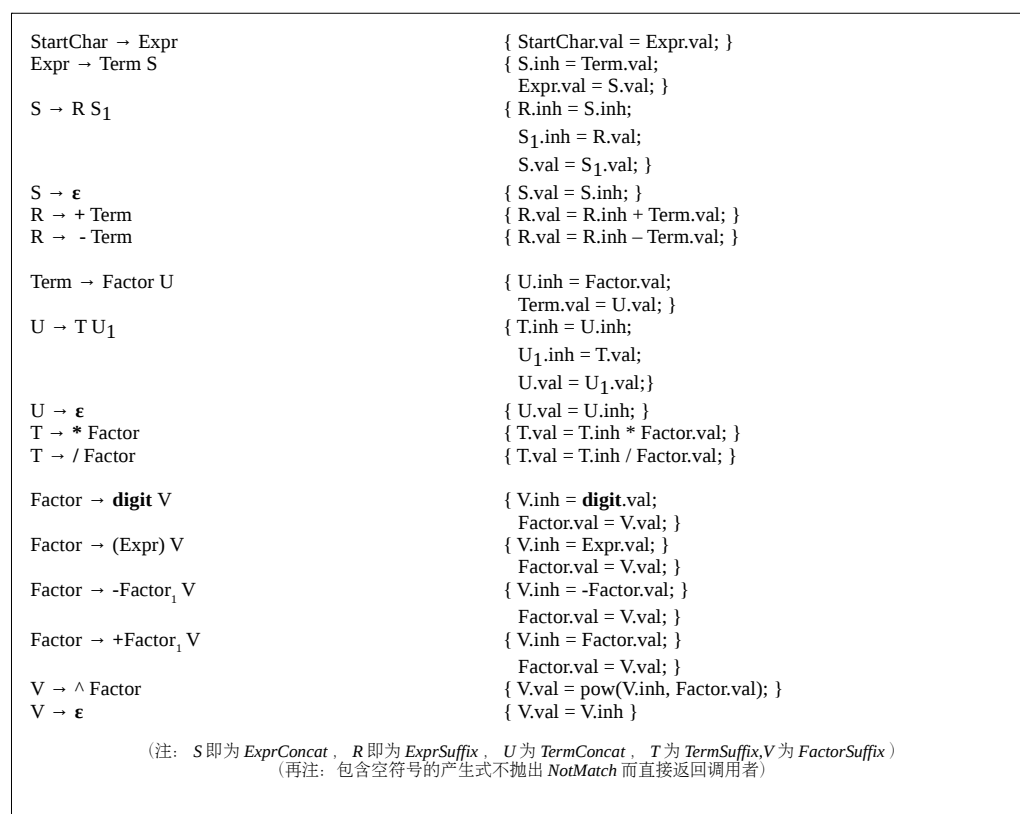 StartChar → Expr { StartChar.val = Expr.val; }
Expr → Term S { S.inh = Term.val;
Expr.val = S.val; }
S → R S1 { R.inh = S.inh;
S1.inh = R.val;
S.val = S1.val; }
S → ε { S.val = S.inh; }
R → + Term { R.val = R.inh + Term.val; }
R → - Term { R.val = R.inh – Term.val; }
Term → Factor U { U.inh = Factor.val;
Term.val = U.val; }
U → T U1 { T.inh = U.inh;
U1.inh = T.val;
U.val = U1.val;}
U → ε { U.val = U.inh; }
T → * Factor { T.val = T.inh * Factor.val; }
T → / Factor { T.val = T.inh / Factor.val; }
Factor → digit V { V.inh = digit.val;
Factor.val = V.val; }
Factor → (Expr) V { V.inh = Expr.val; }
Factor.val = V.val; }
Factor → -Factor1 V { V.inh = -Factor.val; }
Factor.val = V.val; }
Factor → +Factor1 V { V.inh = Factor.val; }
Factor.val = V.val; }
V → ^ Factor { V.val = pow(V.inh, Factor.val); }
V → ε { V.val = V.inh }
（注： S 即为 ExprConcat ， R 即为 ExprSuffix ， U 为 TermConcat ， T 为 TermSuffix,V 为 FactorSuffix ）
（再注：包含空符号的产生式不抛出 NotMatch 而直接返回调用者）